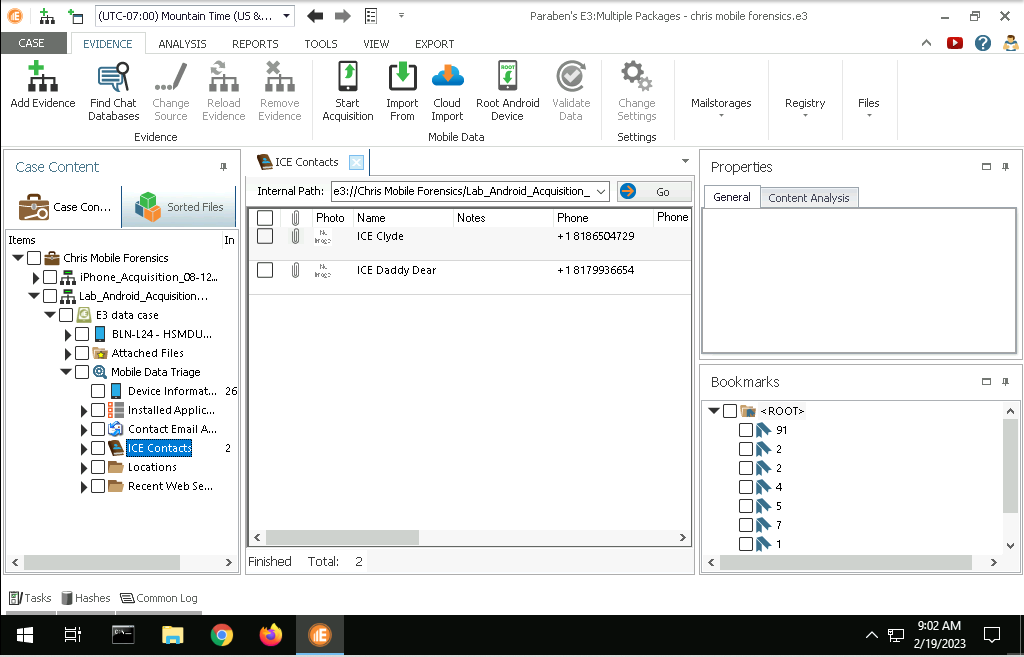 (UTC-07:00) Mountain Time (US &...
Paraben's E3:Multiple Packages - chris mobile forensics.e3
CASE EVIDENCE ANALYSIS REPORTS TOOLS VIEW EXPORT
Add Evidence
Find Chat Databases
Change Source
Reload Evidence
Remove Evidence
Evidence
Start Acquisition
Import From
Cloud Import
ROOT
Root Android Device
Validate Data
Mobile Data
Change Settings
Settings
Mailstorages
Registry
Files
Case Content
Case Con...
Sorted Files
Items In
Chris Mobile Forensics
iPhone_Acquisition_08-12...
Lab_Android_Acquisition...
E3 data case
BLN-L24 - HSMDU...
Attached Files
Mobile Data Triage
Device Informat... 26
Installed Applic...
Contact Email A...
ICE Contacts 2
Locations
Recent Web Se...
ICE Contacts
Internal Path: e3://Chris Mobile Forensics/Lab_Android_Acquisition_ Go
Photo Name Notes Phone Phone
No Image ICE Clyde +1 8186504729
No Image ICE Daddy Dear +1 8179936654
Finished Total: 2
Properties
General Content Analysis
Bookmarks
<ROOT>
91
2
2
4
5
7
1
Tasks Hashes Common Log
9:02 AM
2/19/2023